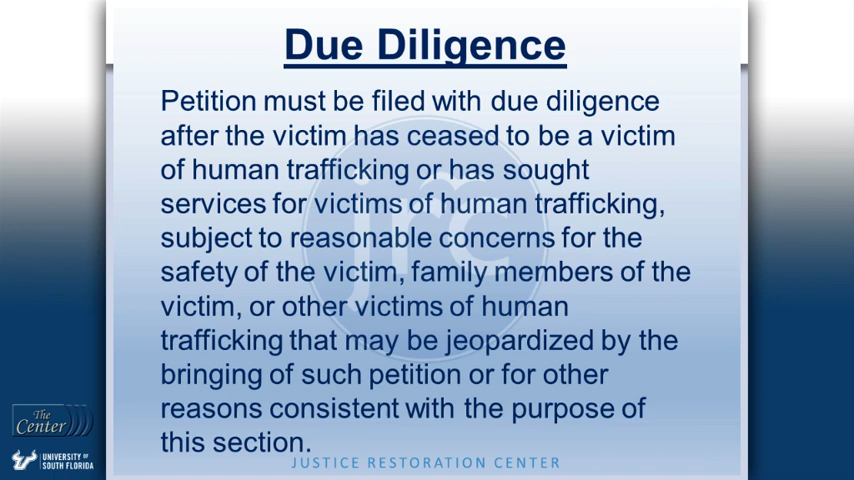 Due Diligence
Petition must be filed with due diligence
after the victim has ceased to be a victim
of human trafficking or has sought
services for victims of human trafficking,
subject to reasonable concerns for the
safety of the victim, family members of the
victim, or other victims of human
trafficking that may be jeopardized by the
bringing of such petition or for other
reasons consistent with the purpose of
this section.
jrc
JUSTICE RESTORATION CENTER
The
Center
UNIVERSITY OF
SOUTH FLORIDA